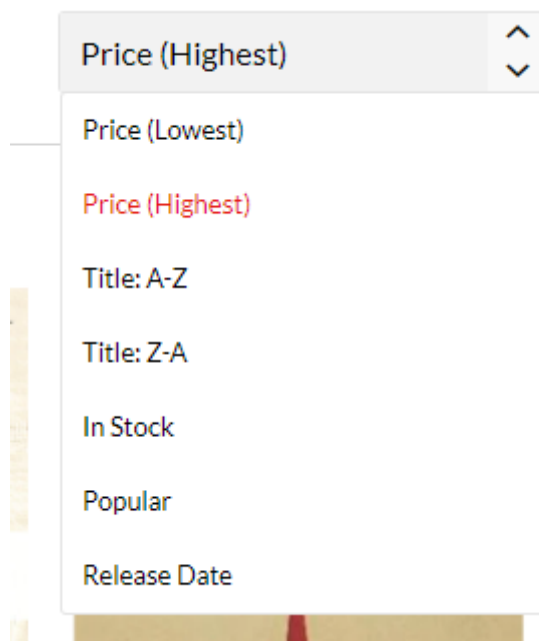 Price (Highest)
Price (Lowest)
Price (Highest)
Title: A-Z
Title: Z-A
In Stock
Popular
Release Date